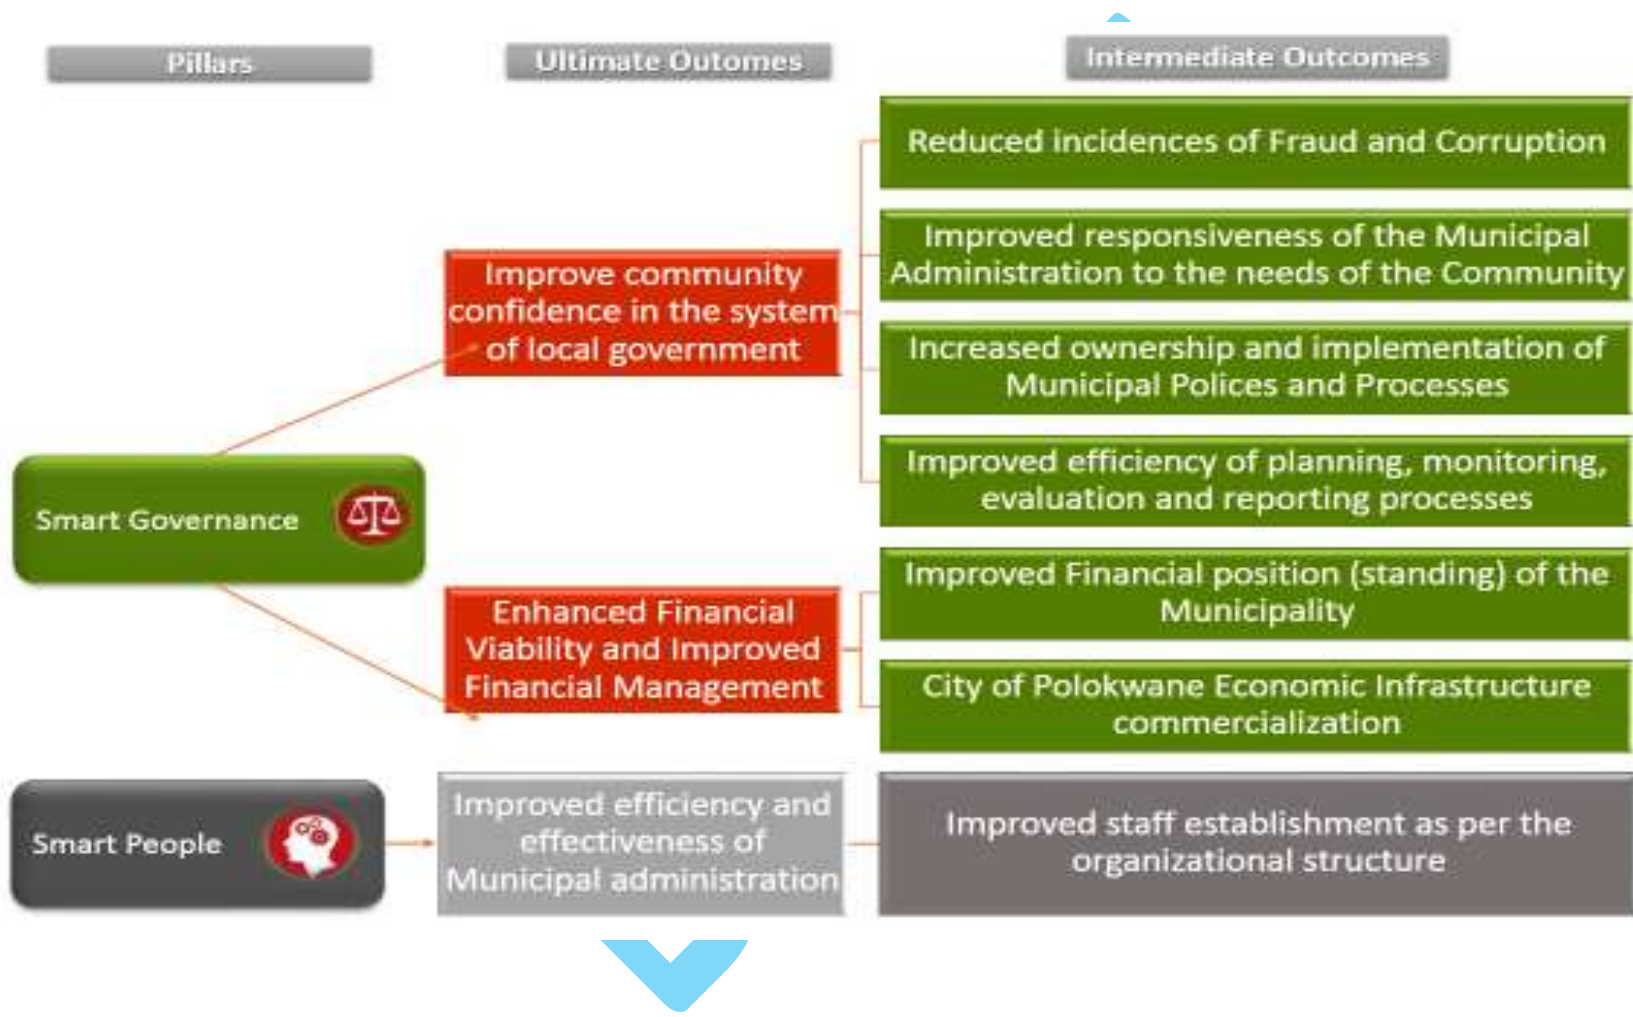 Pillars
Ultimate Outomes
Intermediate Outcomes
Reduced incidences of Fraud and Corruption
Improved responsiveness of the Municipal
Administration to the needs of the Community
Improve community
confidence in the system
of local government
Increased ownership and implementation of
Municipal Polices and Processes
Improved efficiency of planning, monitoring,
evaluation and reporting processes
Smart Governance
Improved Financial position (standing) of the
Municipality
Enhanced Financial
Viability and Improved
Financial Management
City of Polokwane Economic Infrastructure
commercialization
Smart People
Improved efficiency and
effectiveness of
Municipal administration
Improved staff establishment as per the
organizational structure